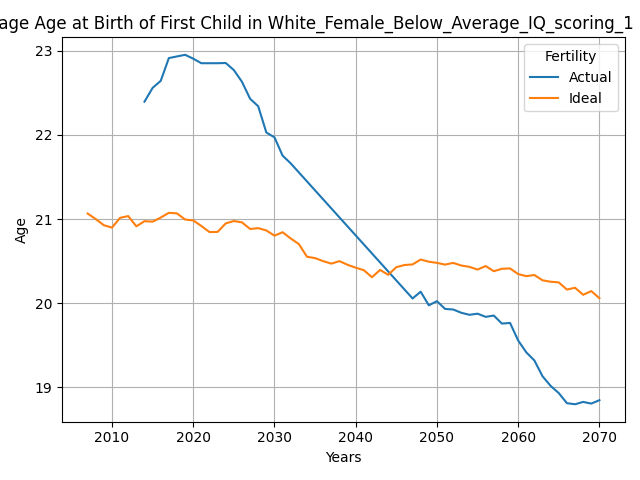 age Age at Birth of First Child in White_Female_Below_Average_IQ_scoring_1
Fertility
Actual
Ideal
Age
23
22
21
20
19
2010 2020 2030 2040 2050 2060 2070
Years